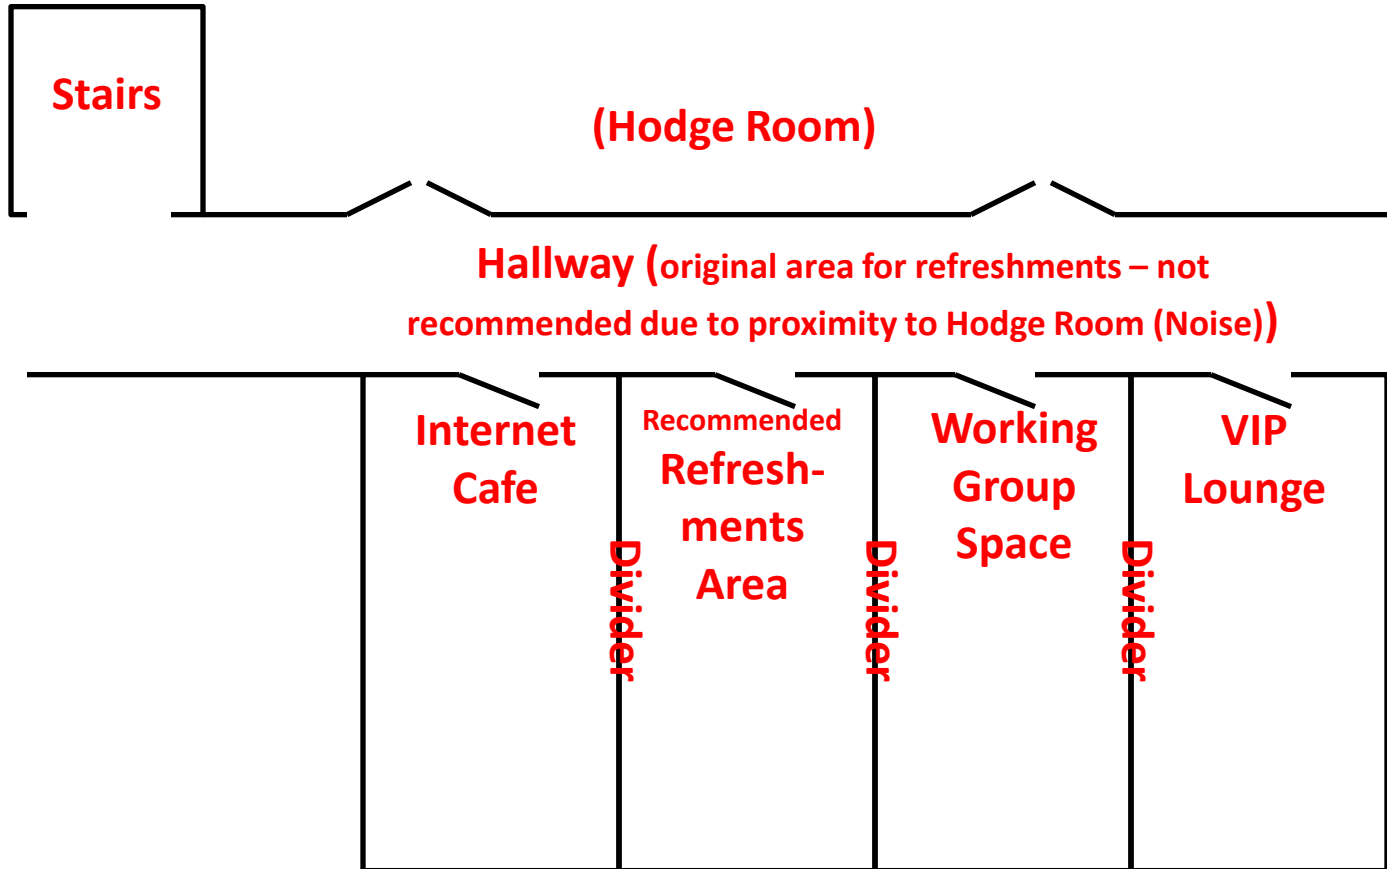 Stairs
(Hodge Room)
Hallway (original area for refreshments – not
recommended due to proximity to Hodge Room (Noise))
Internet
Cafe
Recommended
Refresh-
ments
Area
Working
Group
Space
VIP
Lounge
Divider
Divider
Divider